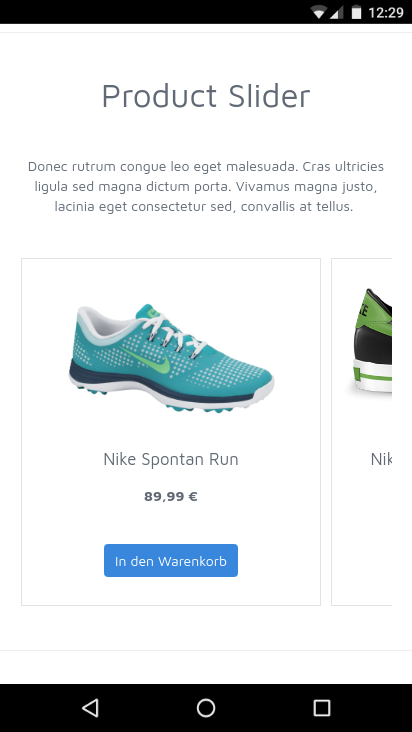 12:29
Product Slider
Donec rutrum congue leo eget malesuada. Cras ultricies
ligula sed magna dictum porta. Vivamus magna justo,
lacinia eget consectetur sed, convallis at tellus.
Nike Spontan Run
Nik
89,99 €
In den Warenkorb